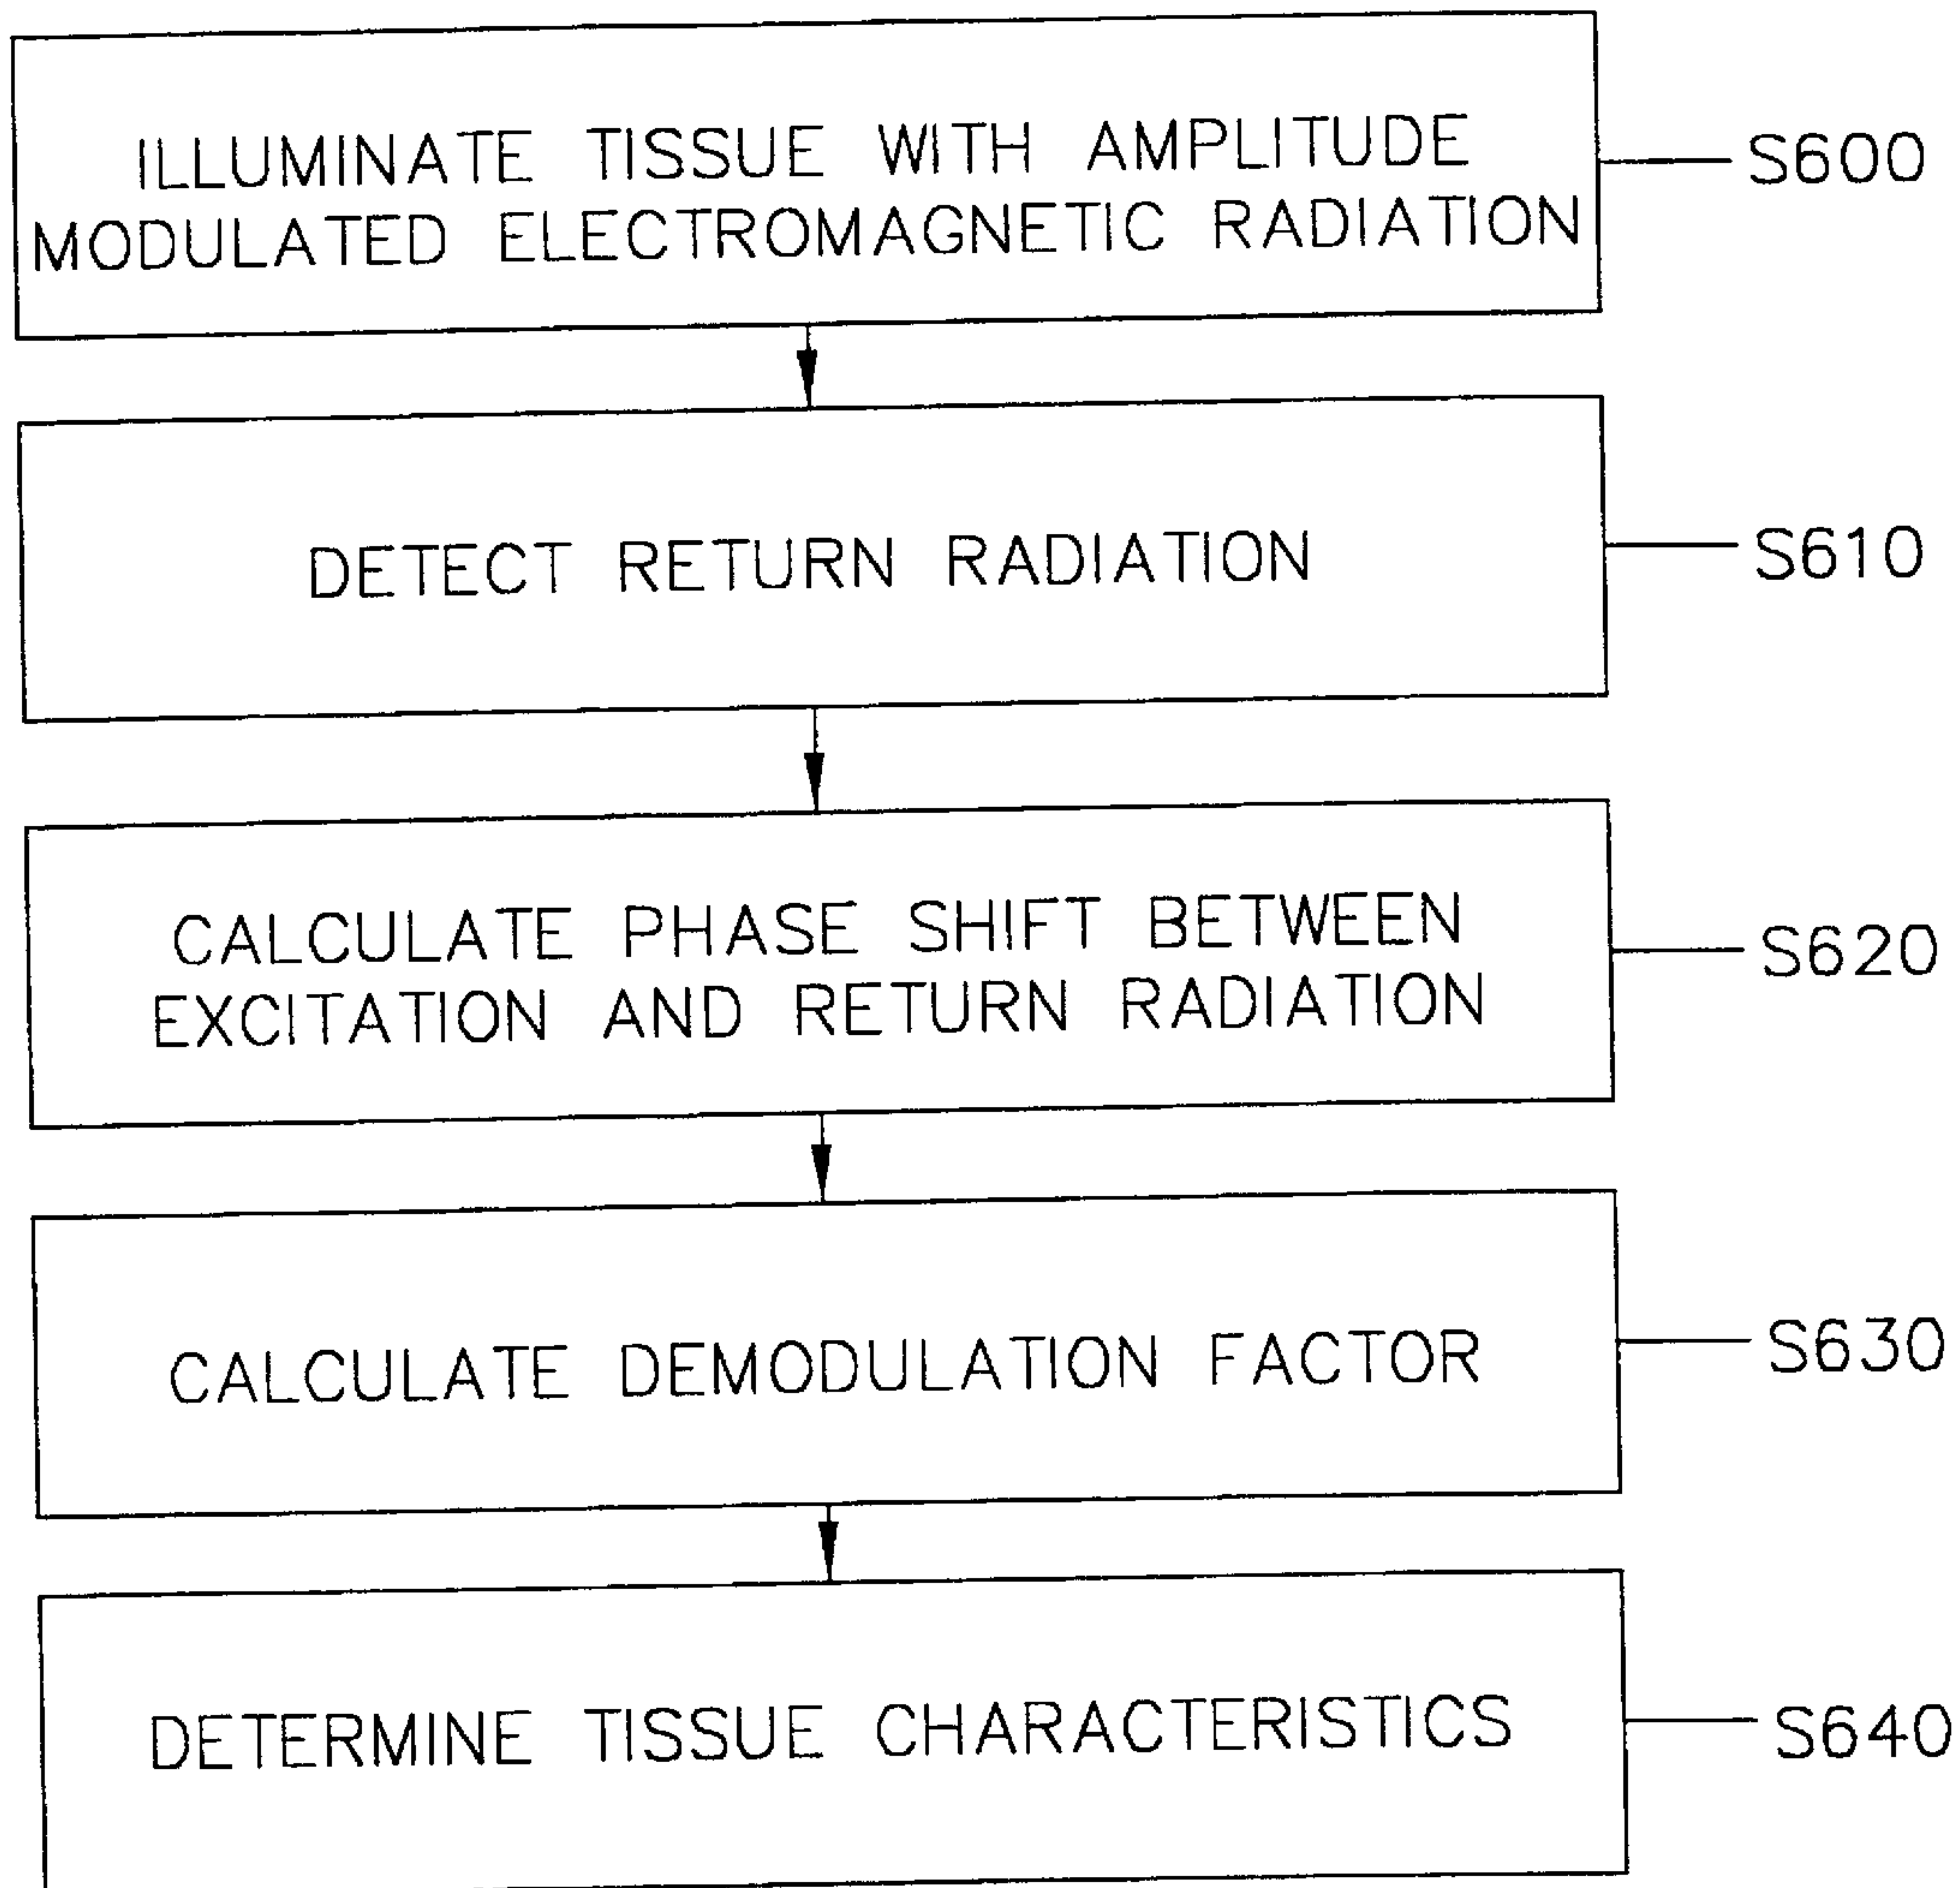 ILLUMINATE TISSUE WITH AMPLITUDE
MODULATED ELECTROMAGNETIC RADIATION
S600
DETECT RETURN RADIATION
S610
CALCULATE PHASE SHIFT BETWEEN
EXCITATION AND RETURN RADIATION
S620
CALCULATE DEMODULATION FACTOR
S630
DETERMINE TISSUE CHARACTERISTICS
S640